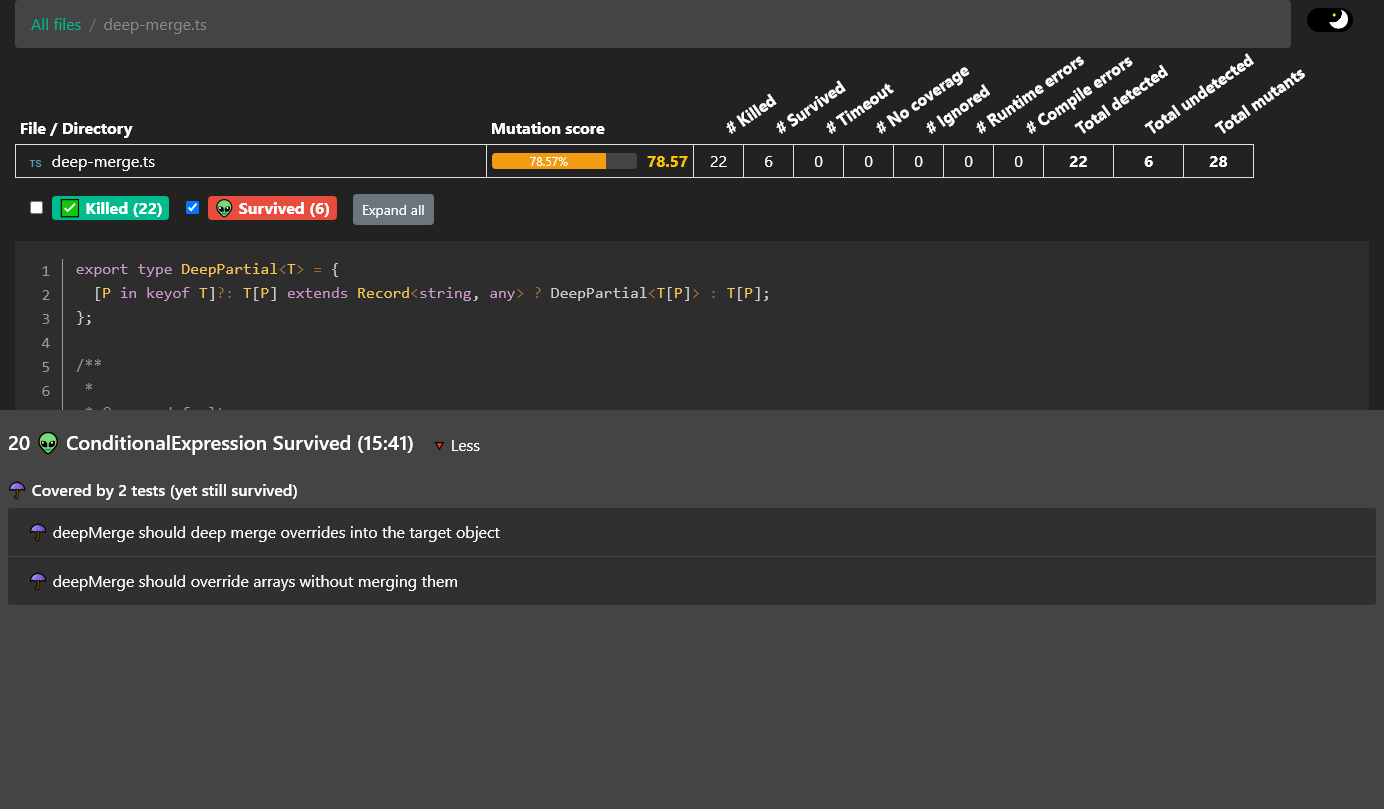 All files / deep-merge.ts
File / Directory Mutation score # Killed # Survived # Timeout # No coverage # Ignored # Runtime errors # Compile errors Total detected Total undetected Total mutants
TS deep-merge.ts 78.57% 78.57 22 6 0 0 0 0 0 22 6 28
✅ Killed (22) 👽 Survived (6) Expand all
1 export type DeepPartial<T> = {
2 [P in keyof T]?: T[P] extends Record<string, any> ? DeepPartial<T[P]> : T[P];
3 };
4
5 /**
6 *
20 👽 ConditionalExpression Survived (15:41) Less
☂ Covered by 2 tests (yet still survived)
☂ deepMerge should deep merge overrides into the target object
☂ deepMerge should override arrays without merging them